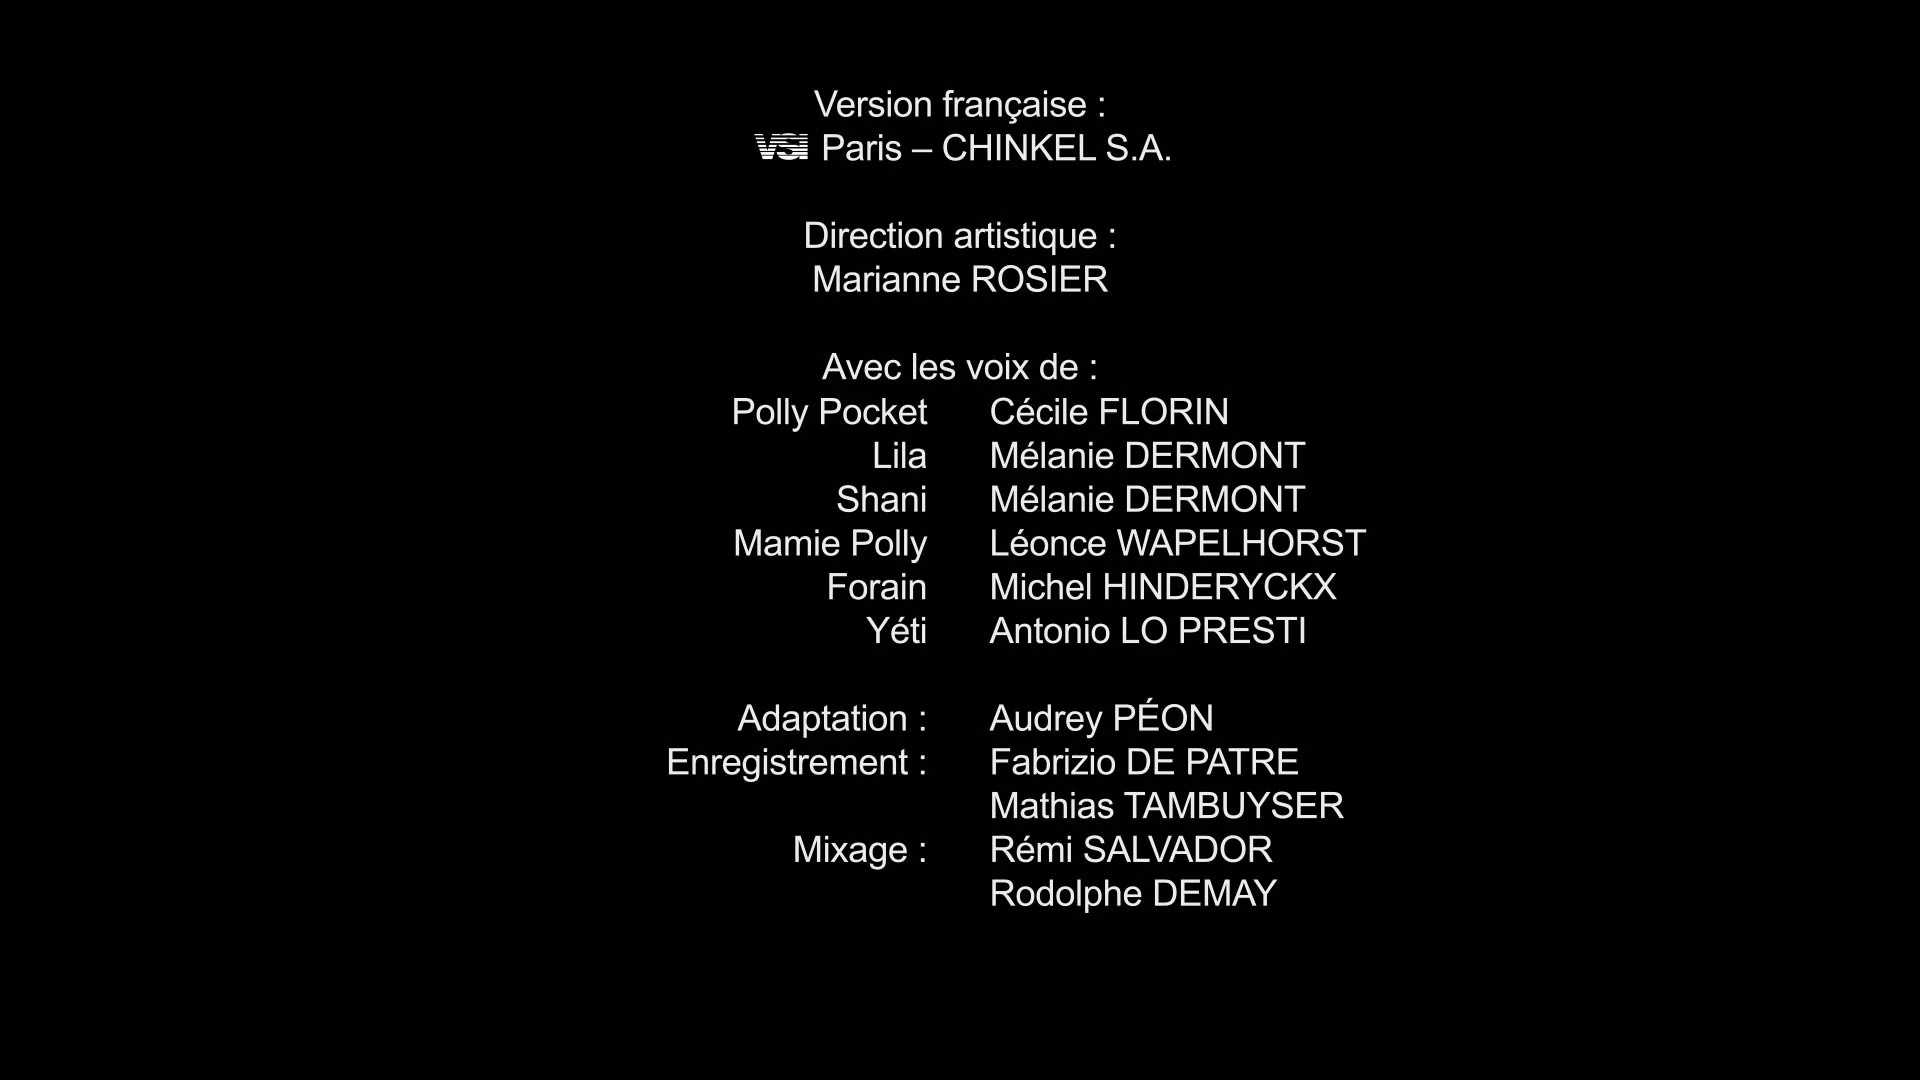 Version française :
VSI Paris – CHINKEL S.A.
Direction artistique :
Marianne ROSIER
Avec les voix de :
Polly Pocket Cécile FLORIN
Lila Mélanie DERMONT
Shani Mélanie DERMONT
Mamie Polly Léonce WAPELHORST
Forain Michel HINDERYCKX
Yéti Antonio LO PRESTI
Adaptation : Audrey PÉON
Enregistrement : Fabrizio DE PATRE
Mathias TAMBUYSER
Mixage : Rémi SALVADOR
Rodolphe DEMAY